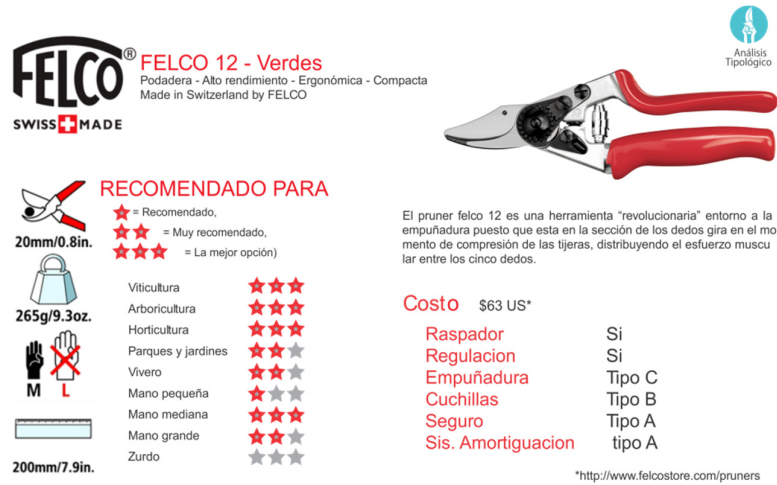 FELCO®
SWISS MADE
FELCO 12 - Verdes
Podadera - Alto rendimiento - Ergonómica - Compacta
Made in Switzerland by FELCO
Análisis
Tipológico
RECOMENDADO PARA
= Recomendado,
= Muy recomendado,
= La mejor opción)
20mm/0.8in.
265g/9.3oz.
M L
200mm/7.9in.
Viticultura
Arboricultura
Horticultura
Parques y jardines
Vivero
Mano pequeña
Mano mediana
Mano grande
Zurdo
El pruner felco 12 es una herramienta “revolucionaria” entorno a la
empuñadura puesto que esta en la sección de los dedos gira en el mo
mento de compresión de las tijeras, distribuyendo el esfuerzo muscu
lar entre los cinco dedos.
Costo $63 US*
Raspador Si
Regulacion Si
Empuñadura Tipo C
Cuchillas Tipo B
Seguro Tipo A
Sis. Amortiguacion tipo A
*http://www.felcostore.com/pruners